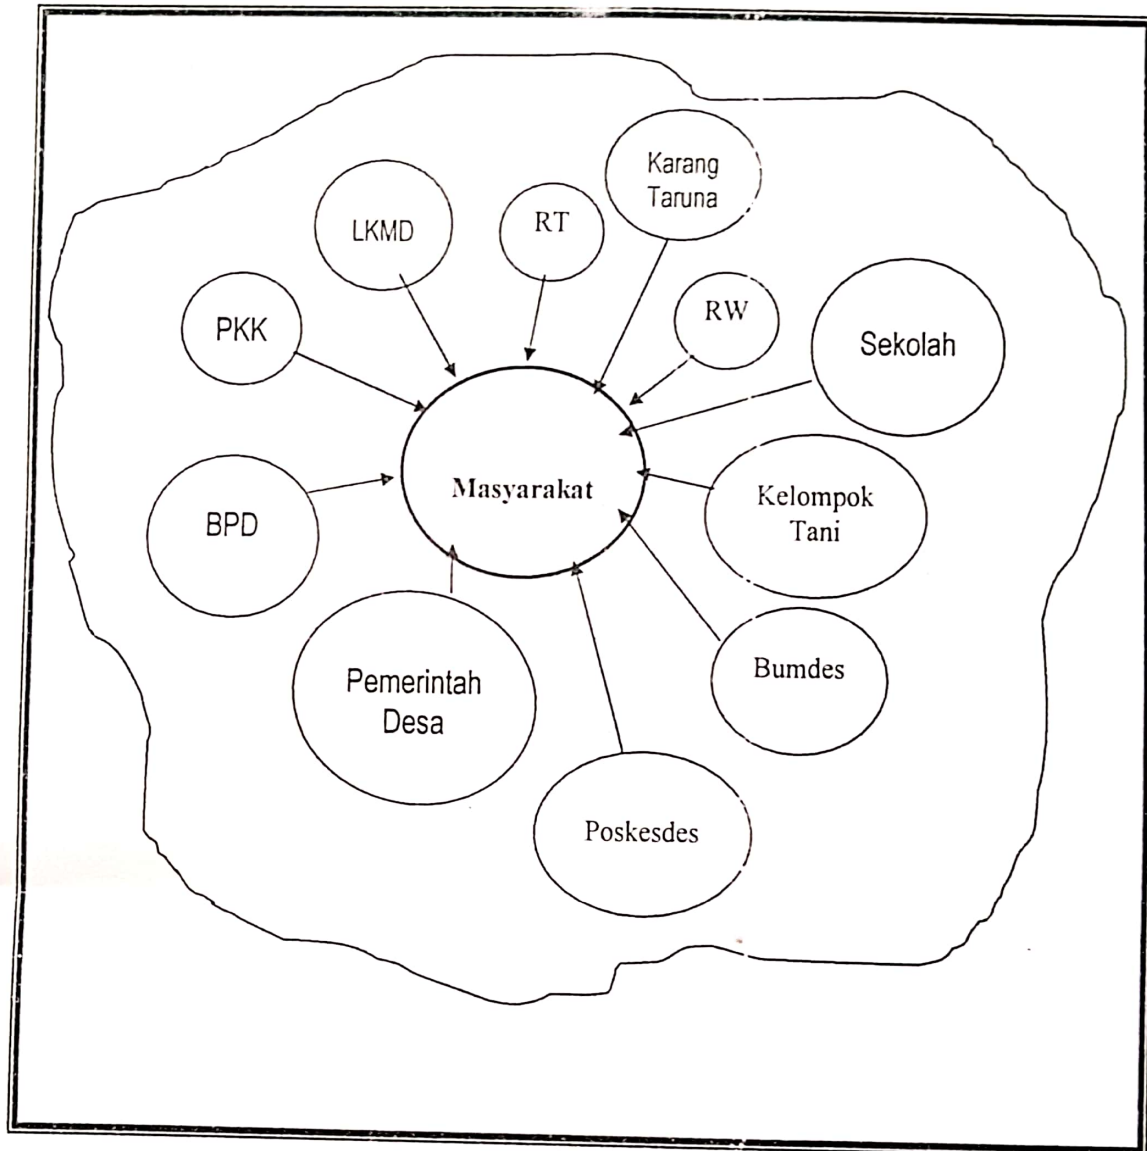 Karang
Taruna
LKMD
RT
RW
PKK
Sekolah
Masyarakat
Kelompok
Tani
BPD
Bumdes
Pemerintah
Desa
Poskesdes